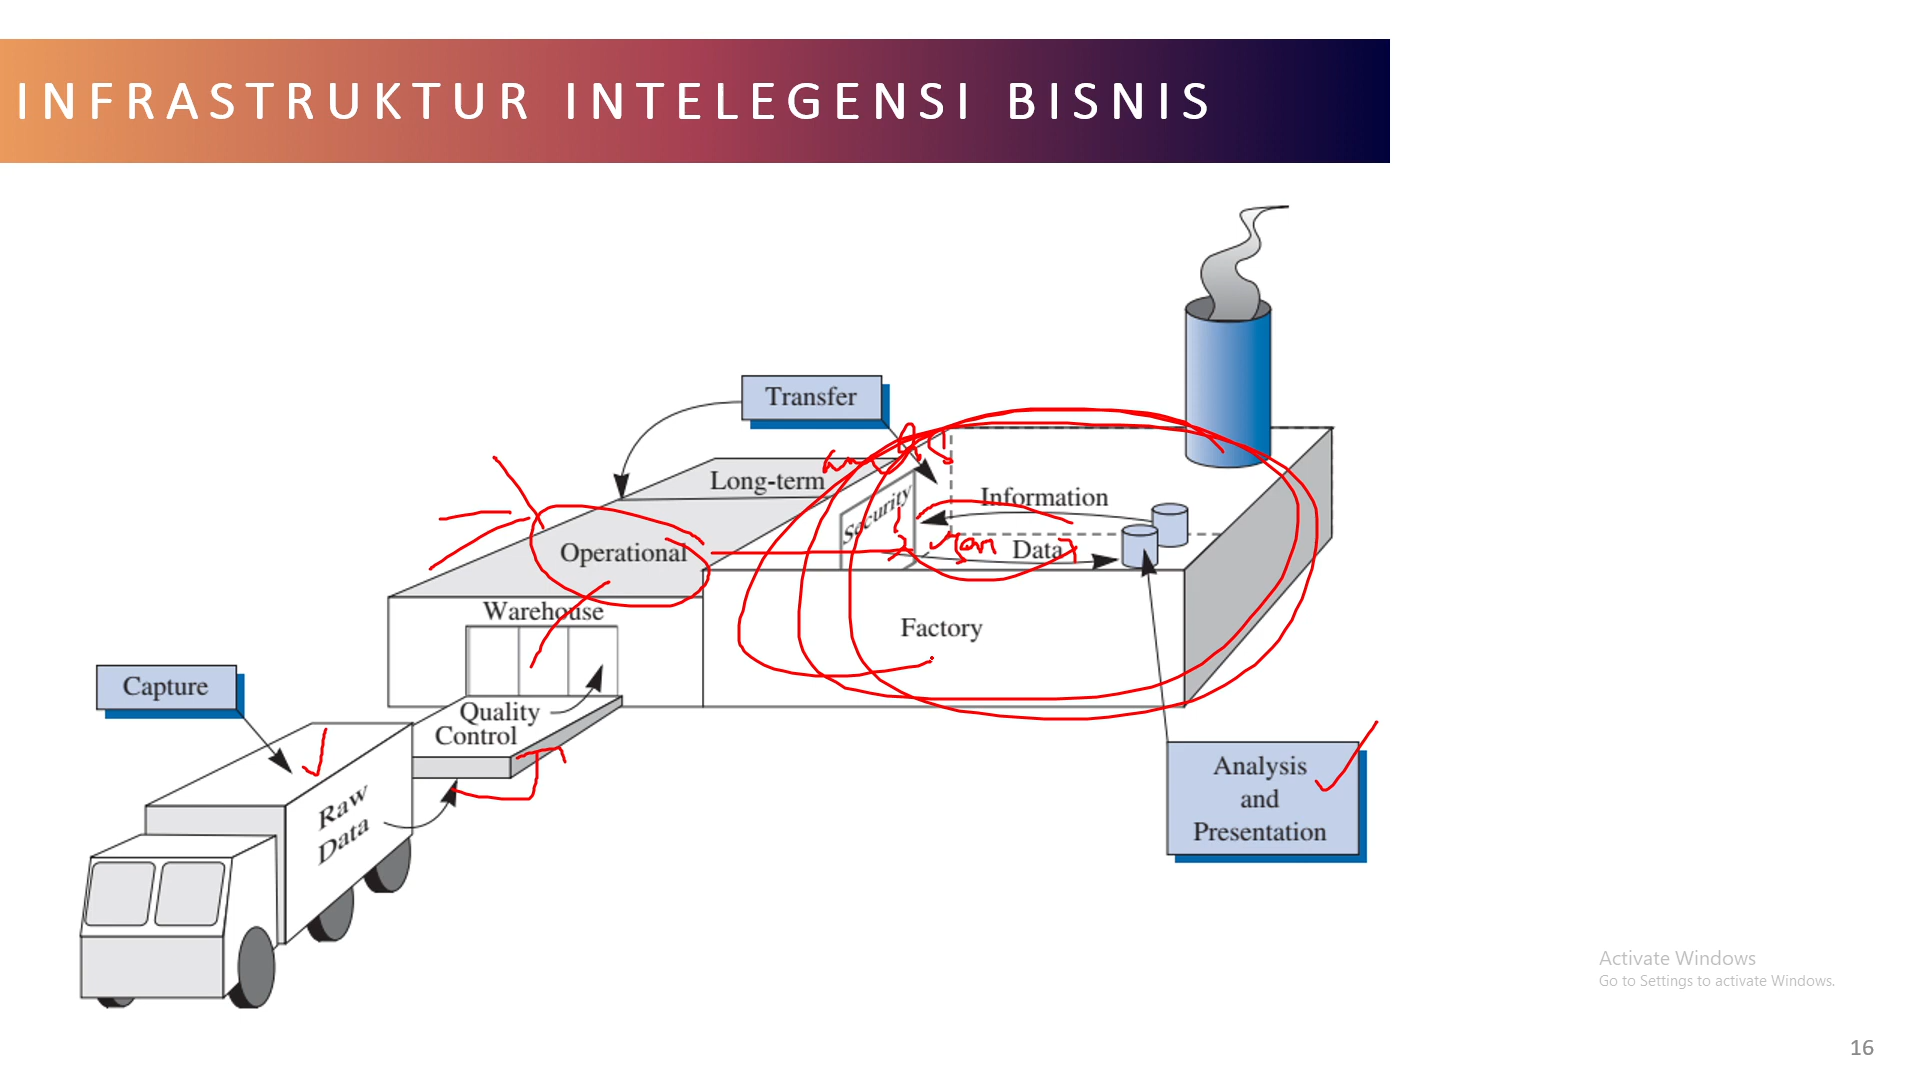 INFRASTRUKTUR INTELEGENSI BISNIS
Transfer
Long-term
Security
Information
Operational
Data
Warehouse
Factory
Capture
Quality
Control
Raw
Data
Analysis
and
Presentation
Activate Windows
Go to Settings to activate Windows.
16